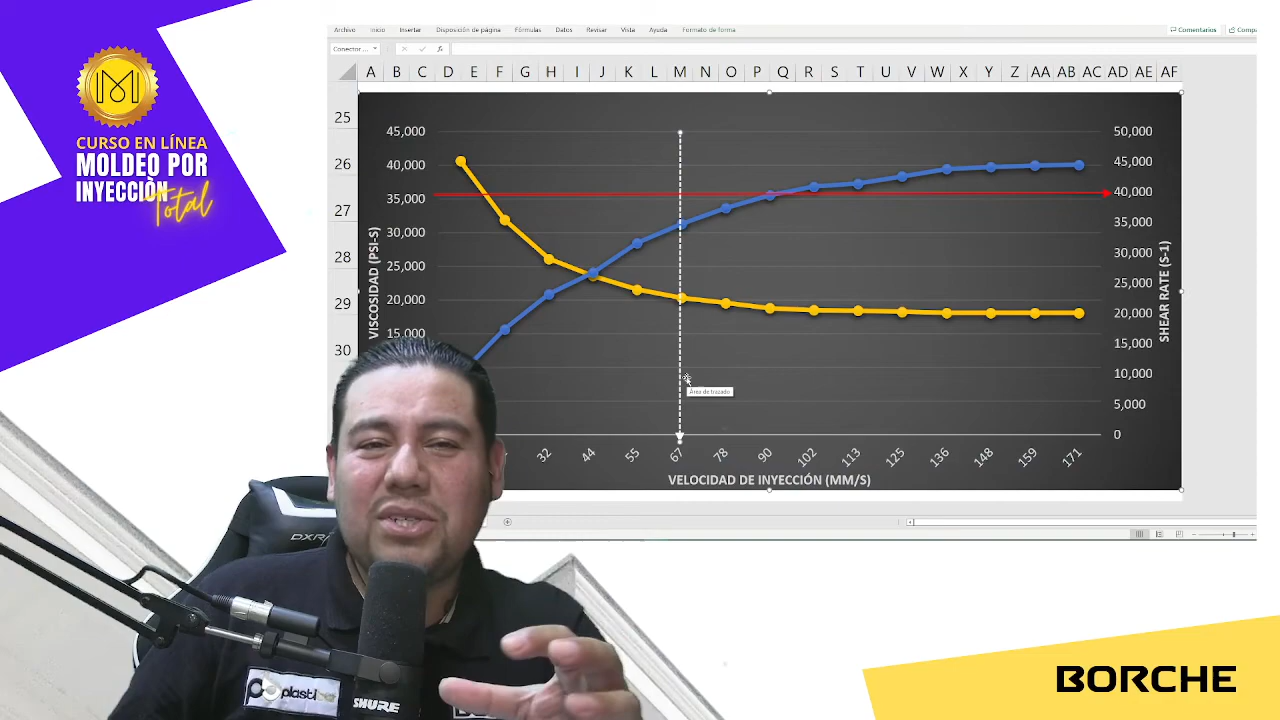 CURSO EN LÍNEA
MOLDEO POR
INYECCIÒN
Total
Archivo Inicio Insertar Disposición de página Fórmulas Datos Revisar Vista Ayuda Formato de forma
Comentarios
Conector ...
fx
A B C D E F G H I J K L M N O P Q R S T U V W X Y Z AA AB AC AD AE AF
25
26
27
28
29
30
VISCOSIDAD (PSI-S)
45,000
40,000
35,000
30,000
25,000
20,000
15,000
50,000
45,000
40,000
35,000
30,000
25,000
20,000
15,000
10,000
5,000
0
SHEAR RATE (S-1)
Área de trazado
32 44 55 67 78 90 102 113 125 136 148 159 171
VELOCIDAD DE INYECCIÓN (MM/S)
SHURE
BORCHE